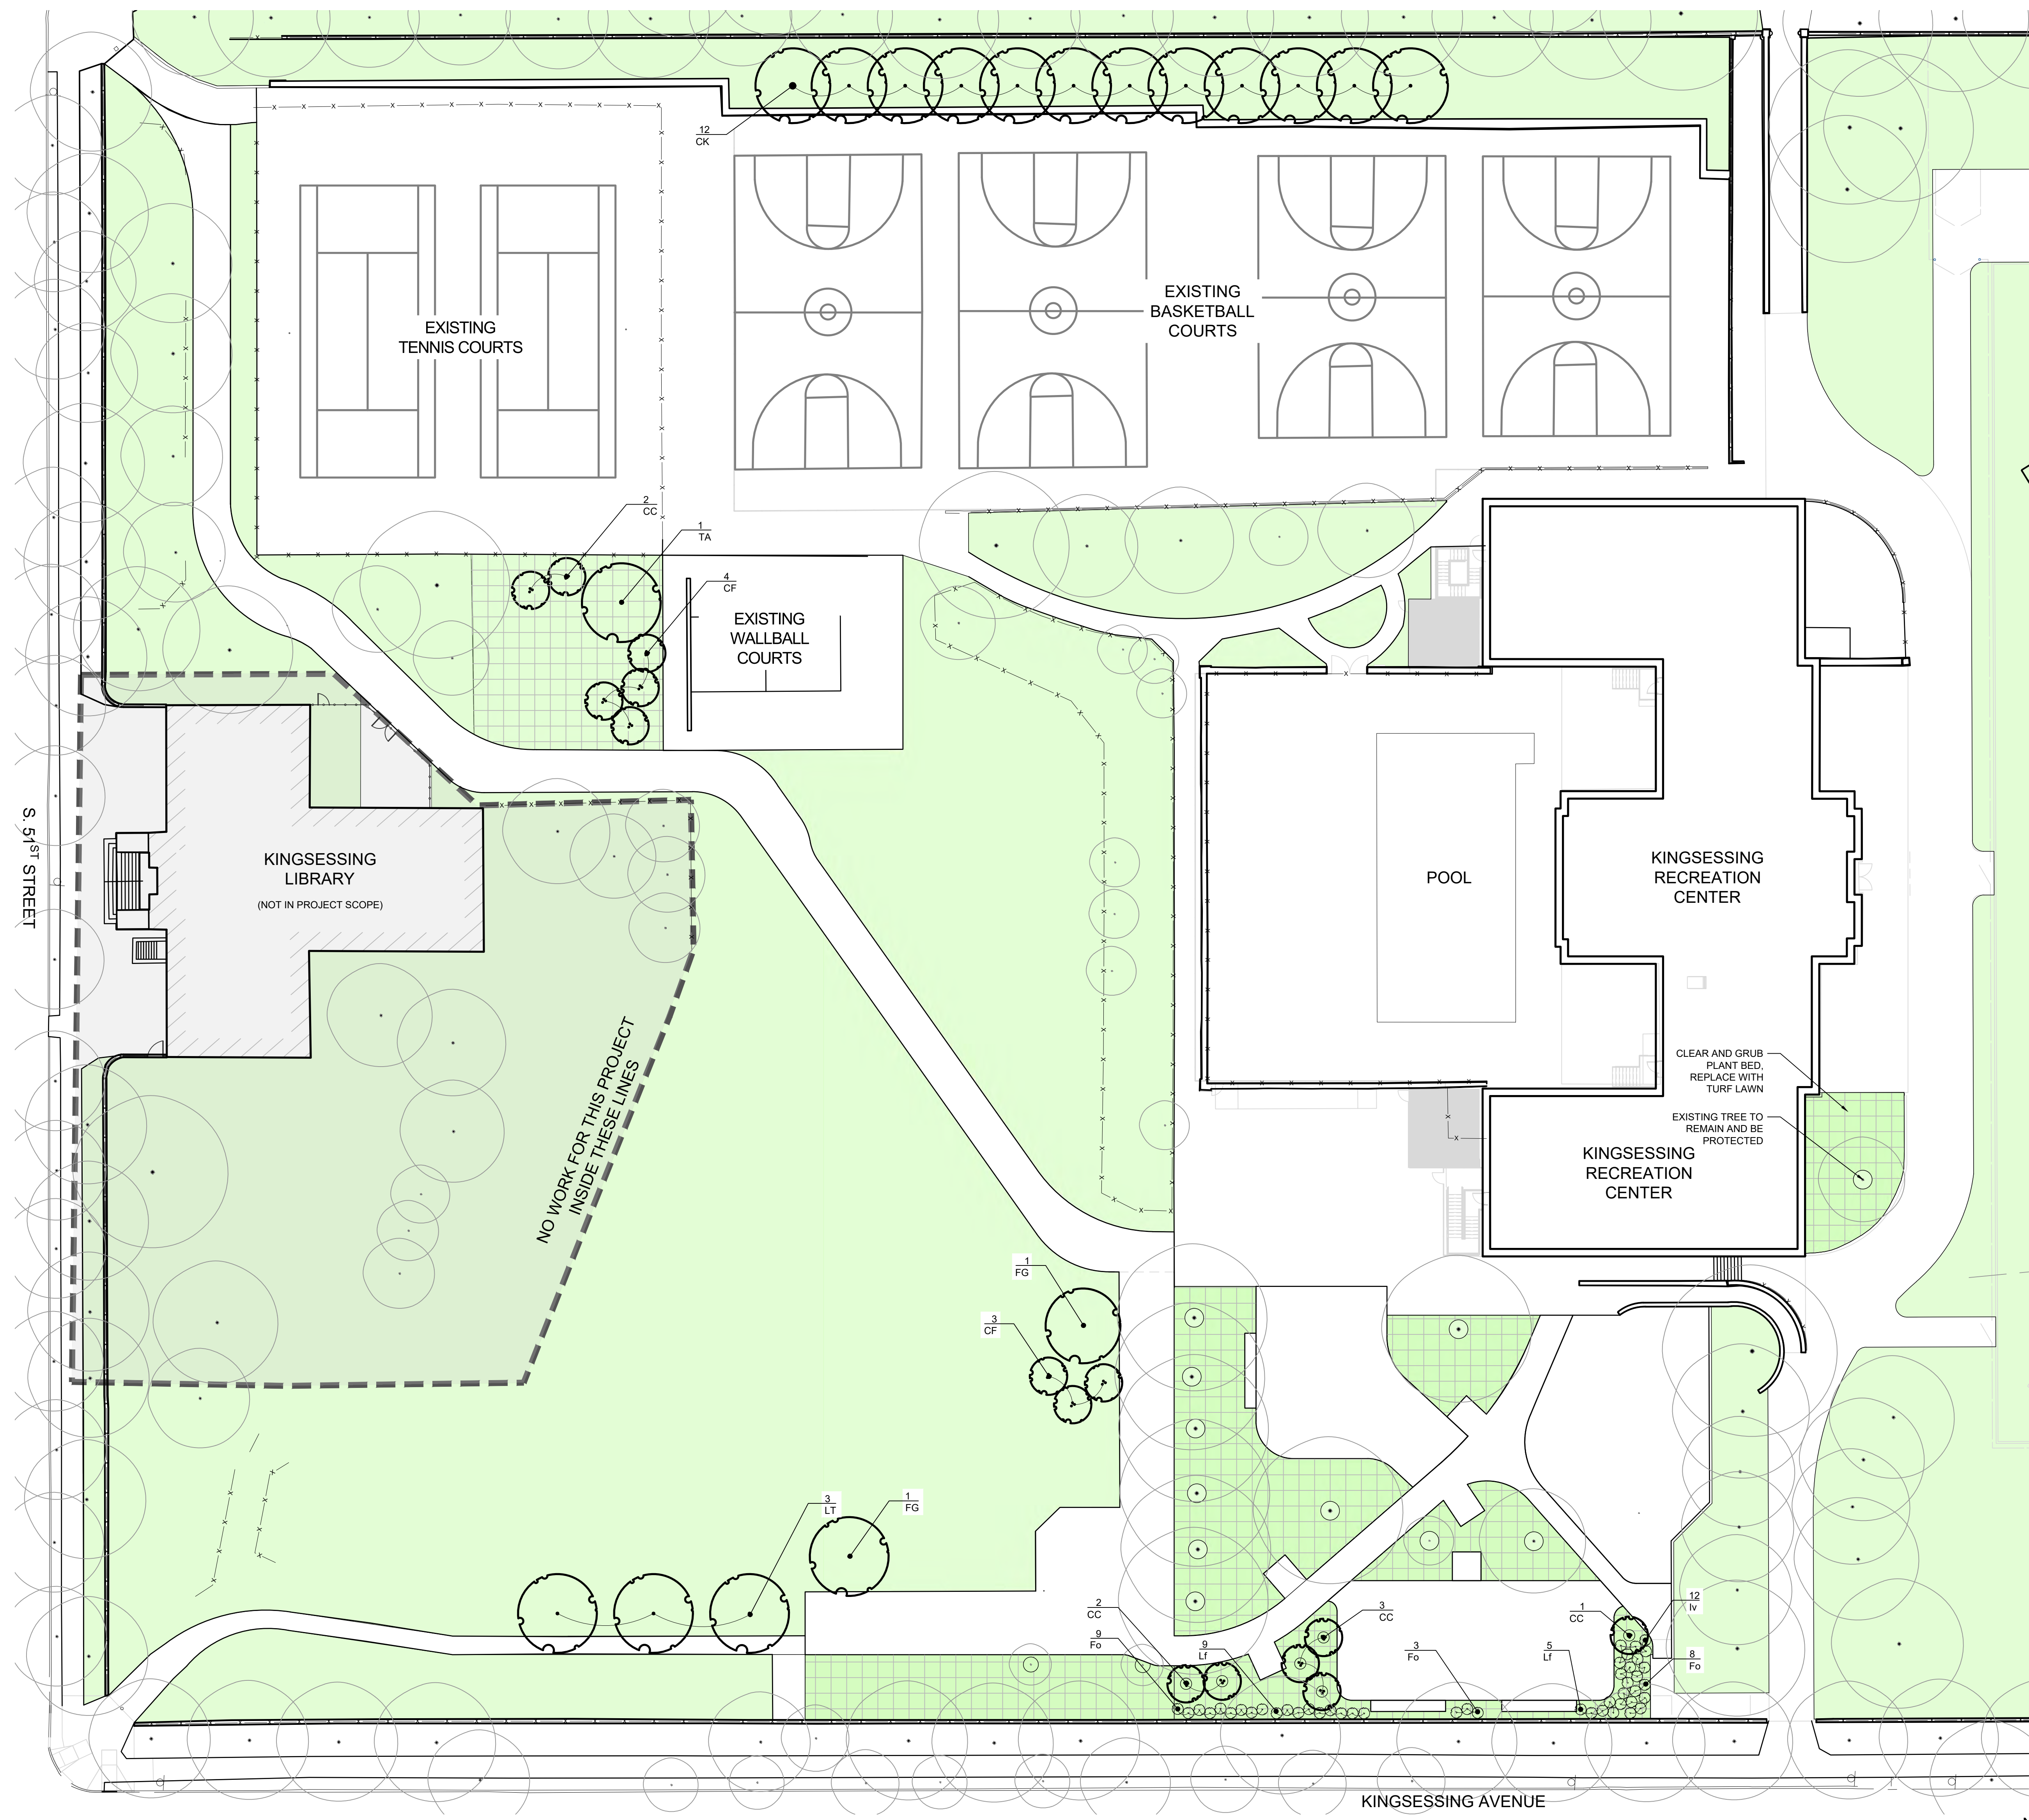 12
CK
EXISTING
TENNIS COURTS
EXISTING
BASKETBALL
COURTS
2
CC
1
TA
4
CF
EXISTING
WALLBALL
COURTS
S. 51ST STREET
KINGSESSING
LIBRARY
(NOT IN PROJECT SCOPE)
POOL
KINGSESSING
RECREATION
CENTER
NO WORK FOR THIS PROJECT
INSIDE THESE LINES
CLEAR AND GRUB
PLANT BED,
REPLACE WITH
TURF LAWN
EXISTING TREE TO
REMAIN AND BE
PROTECTED
KINGSESSING
RECREATION
CENTER
1
FG
3
CF
3
LT
1
FG
2
CC
9
Fo
9
Lf
3
CC
3
Fo
5
Lf
1
CC
12
Iv
8
Fo
KINGSESSING AVENUE